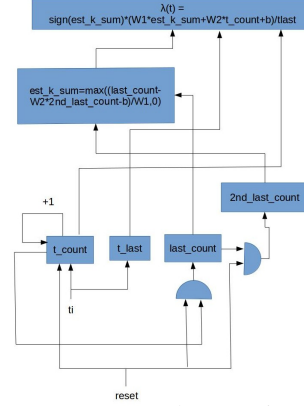 λ(t) =
sign(est_k_sum)*(W1*est_k_sum+W2*t_count+b)/tlast
est_k_sum=max((last_count-
W2*2nd_last_count-b)/W1,0)
2nd_last_count
+1
t_count
t_last
last_count
ti
reset